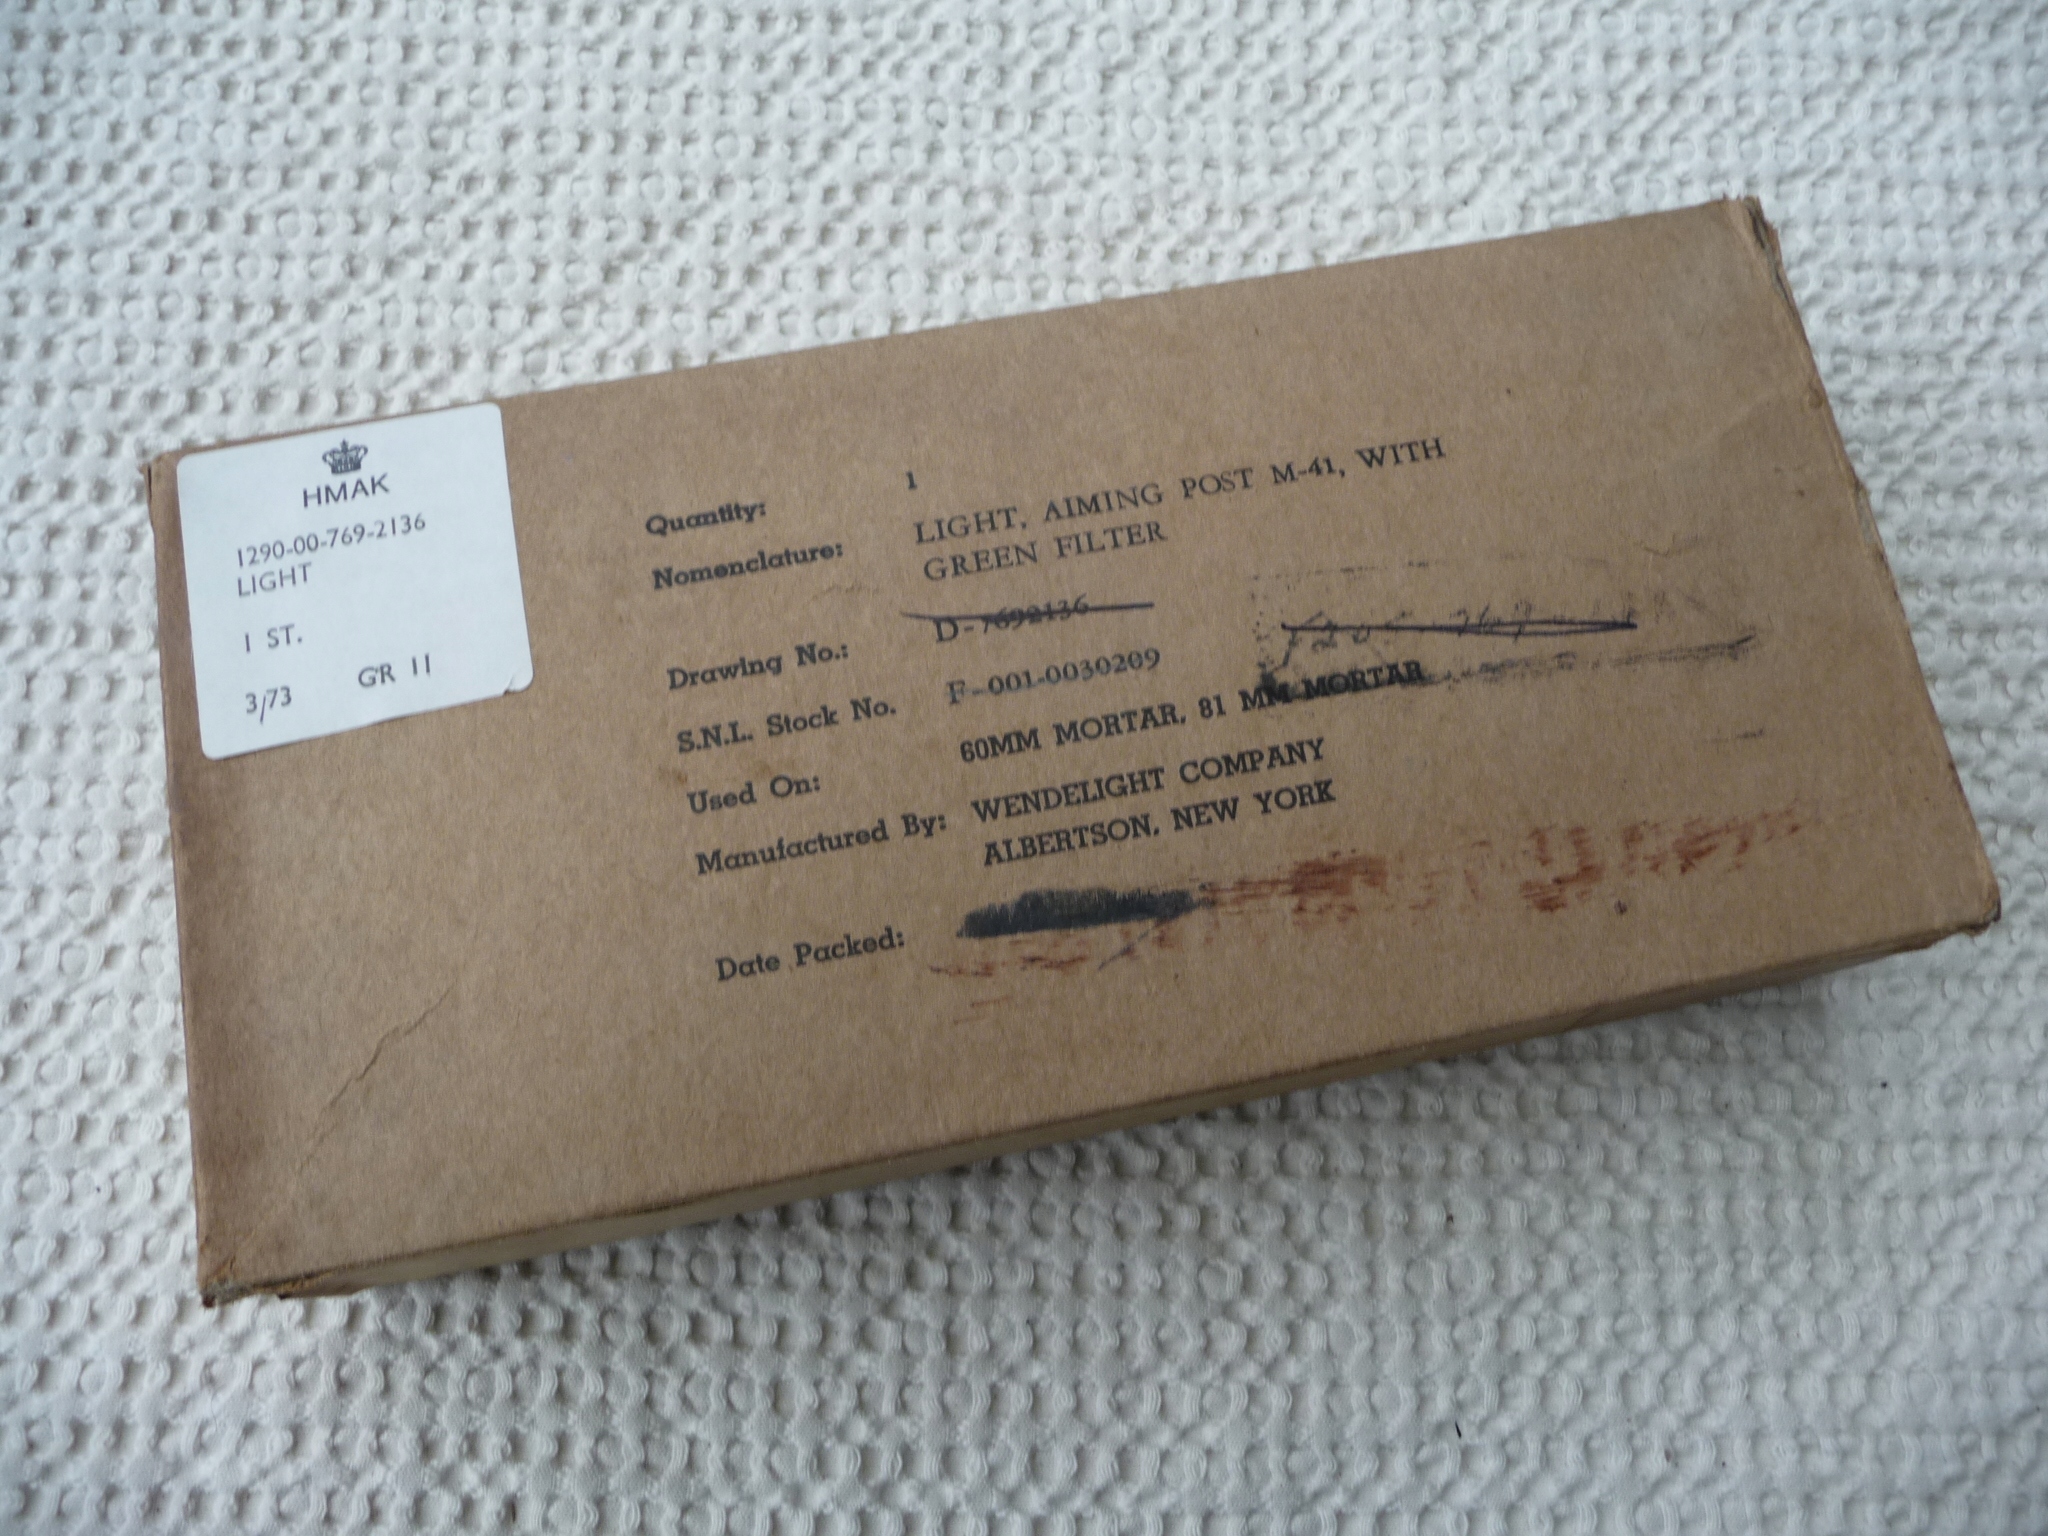 HMAK
1290-00-769-2136
LIGHT
1 ST.
3/73 GR 11
Quantity: 1
Nomenclature: LIGHT, AIMING POST M-41, WITH
GREEN FILTER
Drawing No.: D-7692136
S.N.L. Stock No. F-001-0030209
Used On: 60MM MORTAR, 81 MM MORTAR
Manufactured By: WENDELIGHT COMPANY
ALBERTSON, NEW YORK
Date Packed: